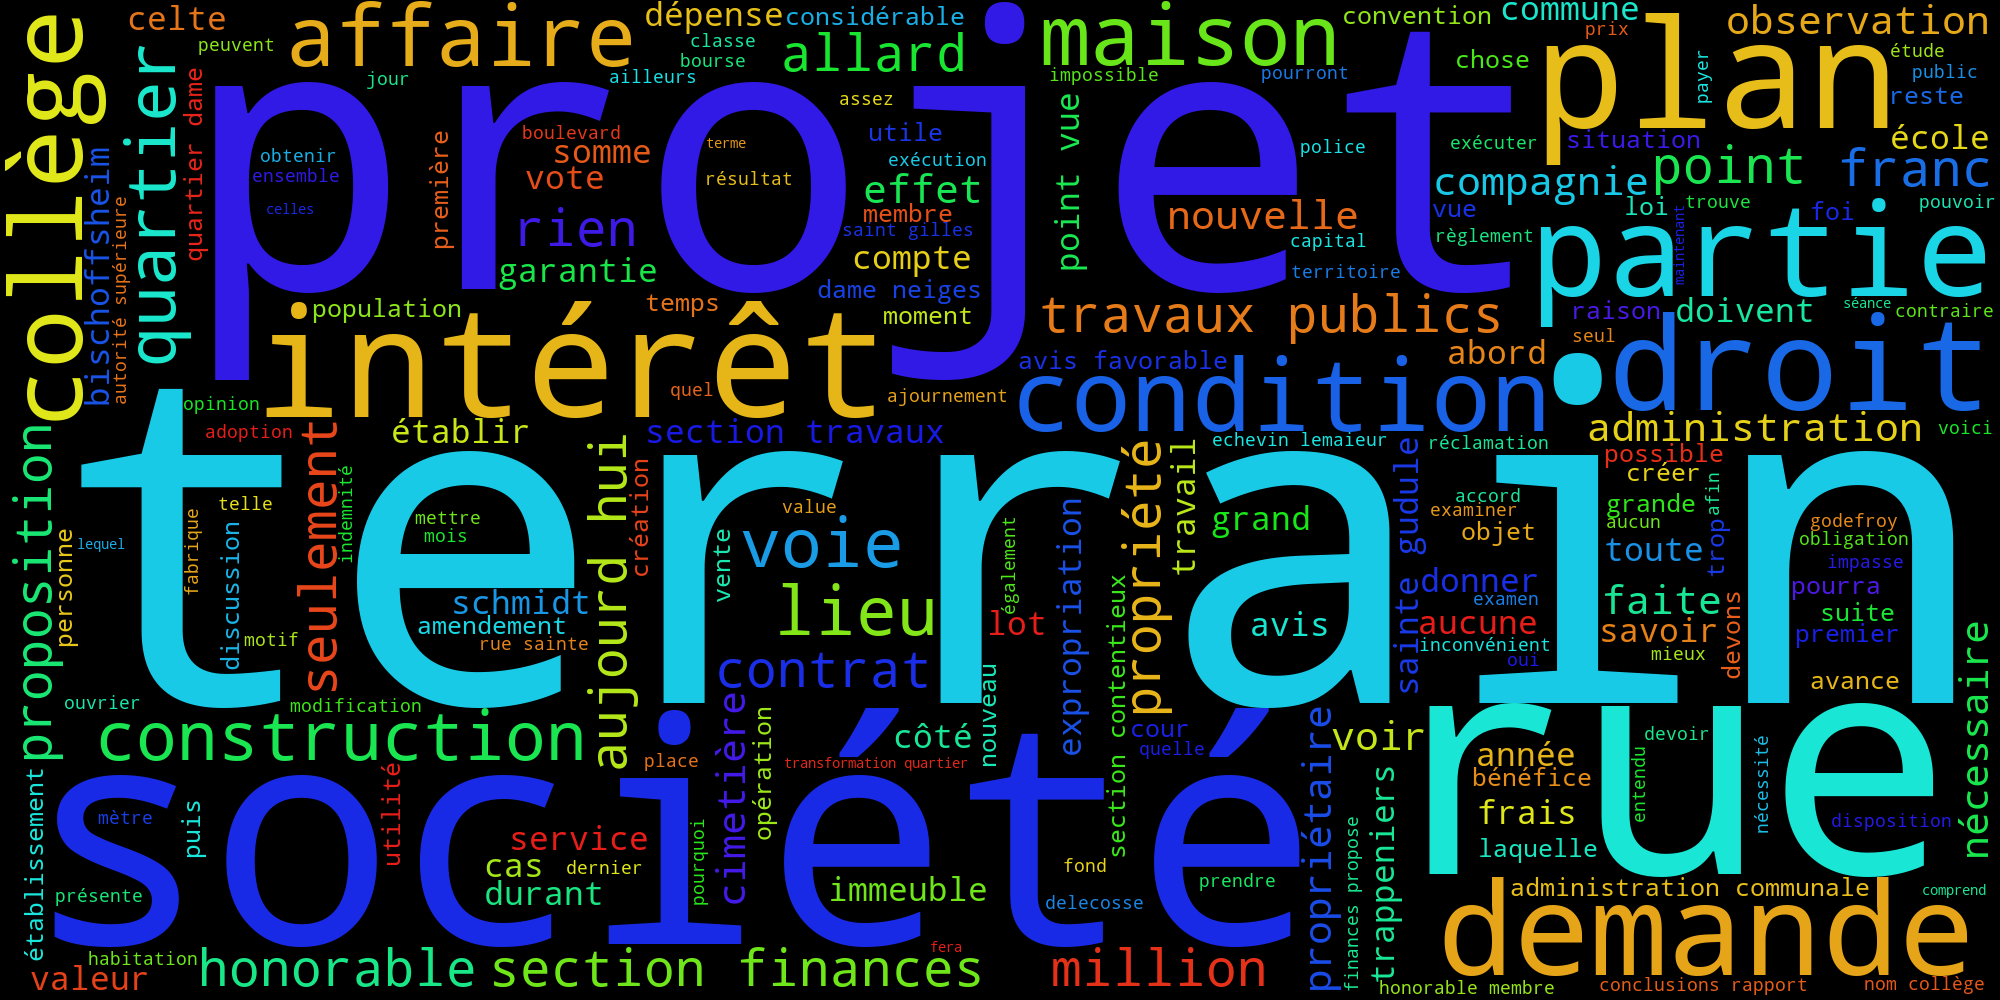 projet
terrain
société
rue
intérêt
plan
partie
droit
condition
demande
collège
affaire
maison
quartier
construction
celte
peuvent
dépense
considérable
classe
bourse
ailleurs
jour
allard
convention
commune
prix
observation
étude
public
reste
payer
chose
impossible
pourront
assez
utile
exécution
effet
membre
saint gilles
compte
dame neiges
moment
boulevard
somme
vote
terme
résultat
rien
garantie
première
obtenir
ensemble
celles
quartier dame
bischoffsheim
autorité supérieure
point vue
police
exécuter
situation
école
compagnie
point
franc
nouvelle
capital
territoire
vue
règlement
loi
trouve
foi
pouvoir
maintenant
raison
doivent
séance
contraire
seul
population
temps
travaux publics
avis favorable
abord
quel
ajournement
opinion
adoption
établir
section travaux
echevin lemaieur
réclamation
administration
voici
possible
créer
proposition
seulement
indemnité
aujourd hui
création
telle
fabrique
discussion
personne
lequel
mettre
mois
value
voie
vente
lieu
également
expropriation
propriété
travail
grand
sainte gudule
accord
examiner
objet
grande
aucun
afin
trop
toute
godefroy
obligation
impasse
pourra
suite
premier
donner
examen
faite
aucune
savoir
inconvénient
oui
mieux
devons
avis
avance
nécessaire
schmidt
amendement
rue sainte
motif
lot
contrat
nouveau
section contentieux
ouvrier
modification
cimetière
opération
côté
cour
quelle
place
transformation quartier
propriétaire
voir
année
bénéfice
frais
laquelle
devoir
entendu
nécessité
disposition
établissement
mètre
puis
utilité
service
cas
dernier
durant
pourquoi
immeuble
fond
prendre
delecosse
finances propose
trappeniers
présente
administration communale
comprend
habitation
valeur
honorable
section finances
fera
million
honorable membre
conclusions rapport
nom collège